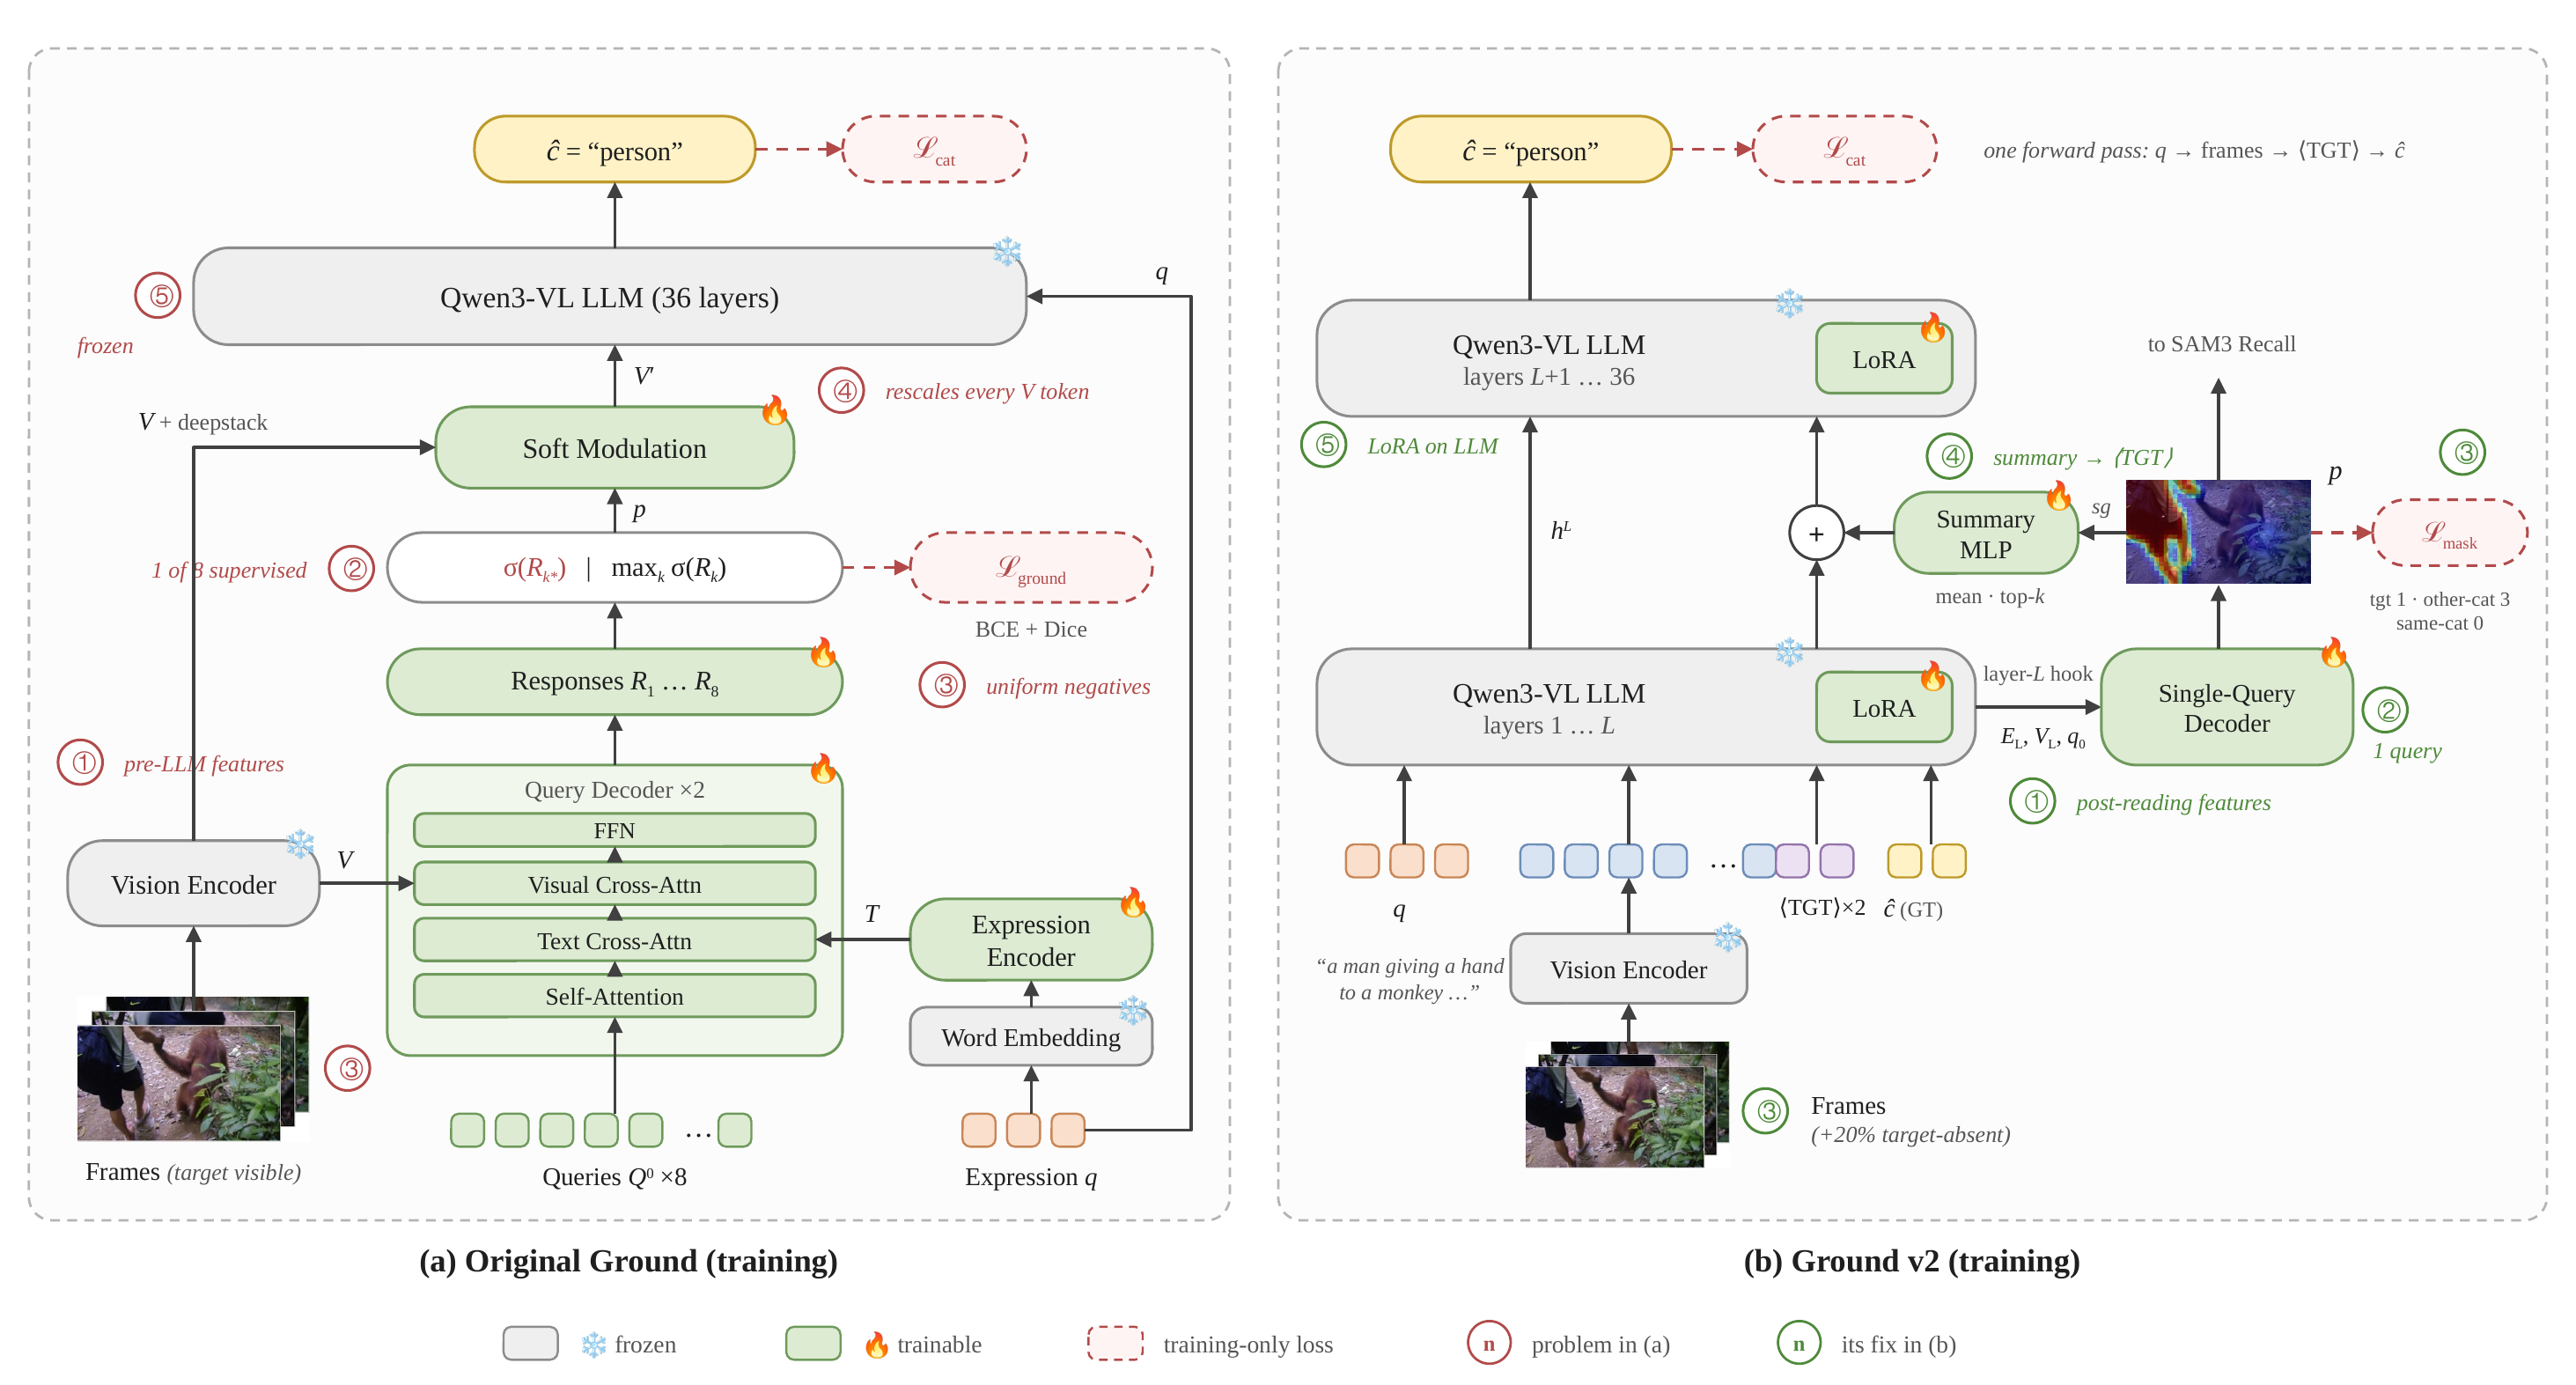 ĉ = “person”
ℒcat
Qwen3-VL LLM (36 layers)
q
⑤
frozen
V′
④ rescales every V token
V + deepstack
Soft Modulation
p
1 of 8 supervised ②
σ(Rk*) | maxk σ(Rk)
ℒground
BCE + Dice
Responses R1 … R8
③ uniform negatives
① pre-LLM features
Query Decoder ×2
FFN
Vision Encoder
V
Visual Cross-Attn
Text Cross-Attn
T
Expression
Encoder
Self-Attention
Word Embedding
③
…
Frames (target visible)
Queries Q0 ×8
Expression q
(a) Original Ground (training)
ĉ = “person”
ℒcat
one forward pass: q → frames → ⟨TGT⟩ → ĉ
Qwen3-VL LLM
layers L+1 … 36
LoRA
to SAM3 Recall
⑤ LoRA on LLM
④ summary → ⟨TGT⟩
③
p
hL
+
Summary
MLP
sg
ℒmask
mean · top-k
tgt 1 · other-cat 3
same-cat 0
Qwen3-VL LLM
layers 1 … L
LoRA
layer-L hook
EL, VL, q0
Single-Query
Decoder
②
1 query
① post-reading features
…
q
⟨TGT⟩×2
ĉ (GT)
“a man giving a hand
to a monkey …”
Vision Encoder
③ Frames
(+20% target-absent)
(b) Ground v2 (training)
frozen
trainable
training-only loss
n problem in (a)
n its fix in (b)